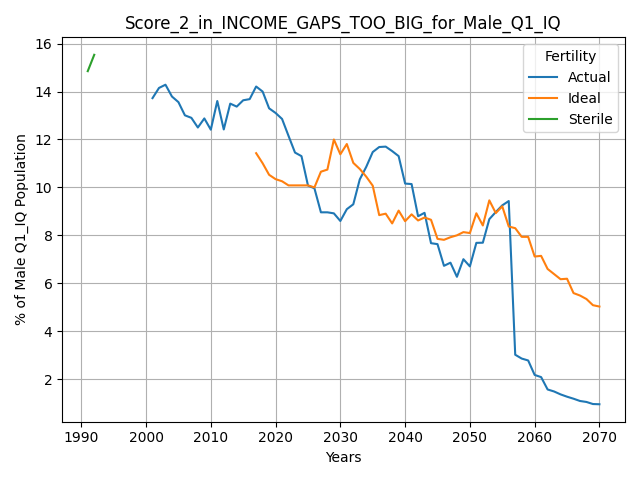 Score_2_in_INCOME_GAPS_TOO_BIG_for_Male_Q1_IQ
Fertility
Actual
Ideal
Sterile
% of Male Q1_IQ Population
16
14
12
10
8
6
4
2
1990 2000 2010 2020 2030 2040 2050 2060 2070
Years